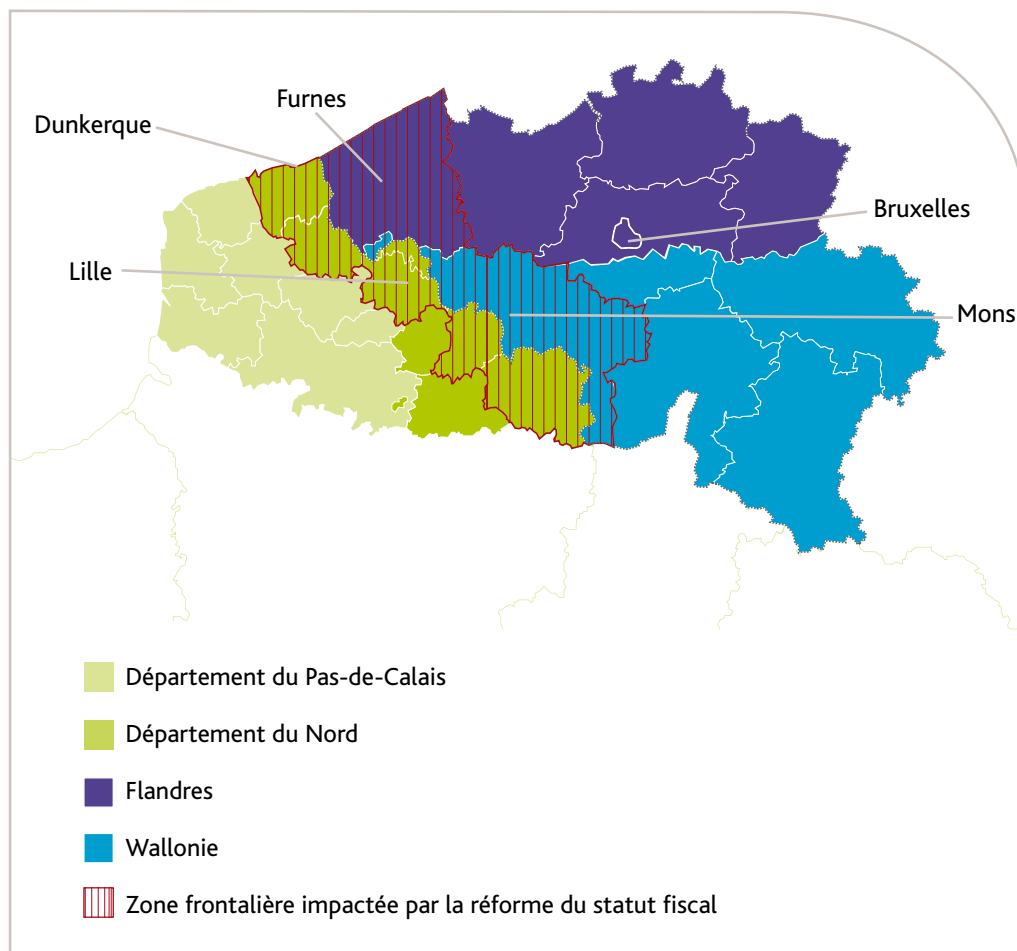 Furnes
Dunkerque
Bruxelles
Lille
Mons
Département du Pas-de-Calais
Département du Nord
Flandres
Wallonie
Zone frontalière impactée par la réforme du statut fiscal